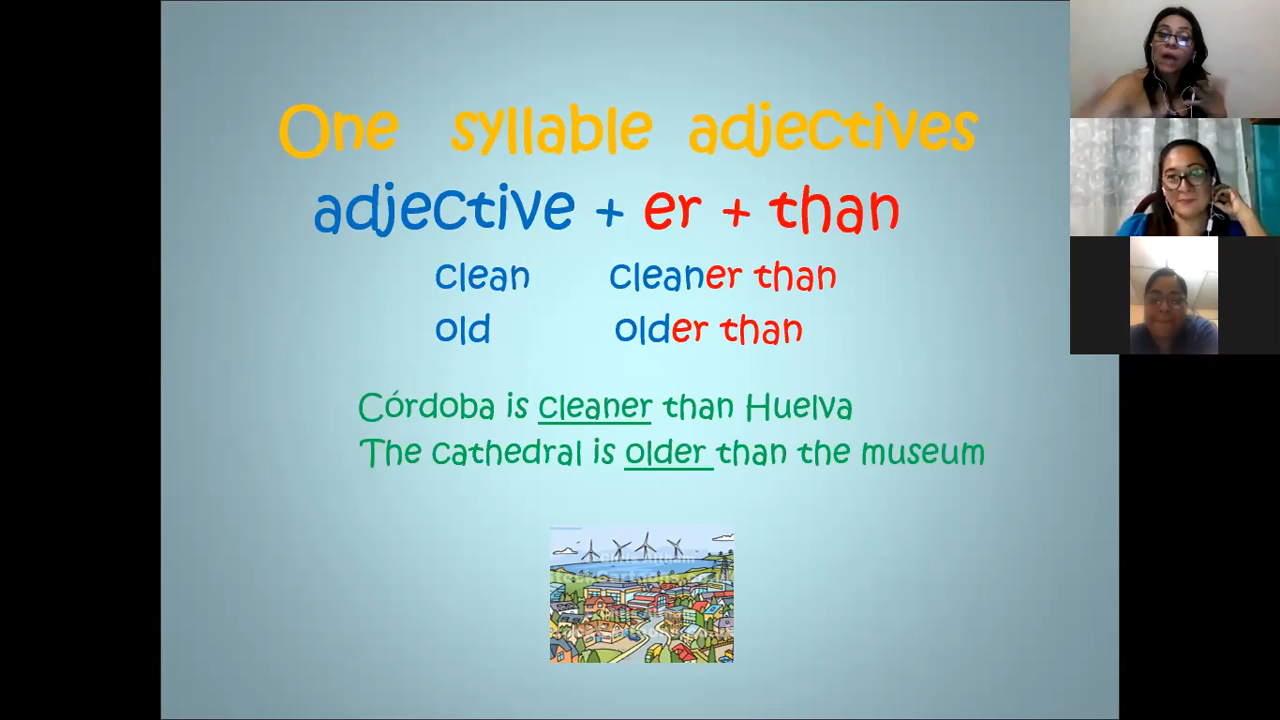 One syllable adjectives
adjective + er + than
clean cleaner than
old older than
Córdoba is cleaner than Huelva
The cathedral is older than the museum